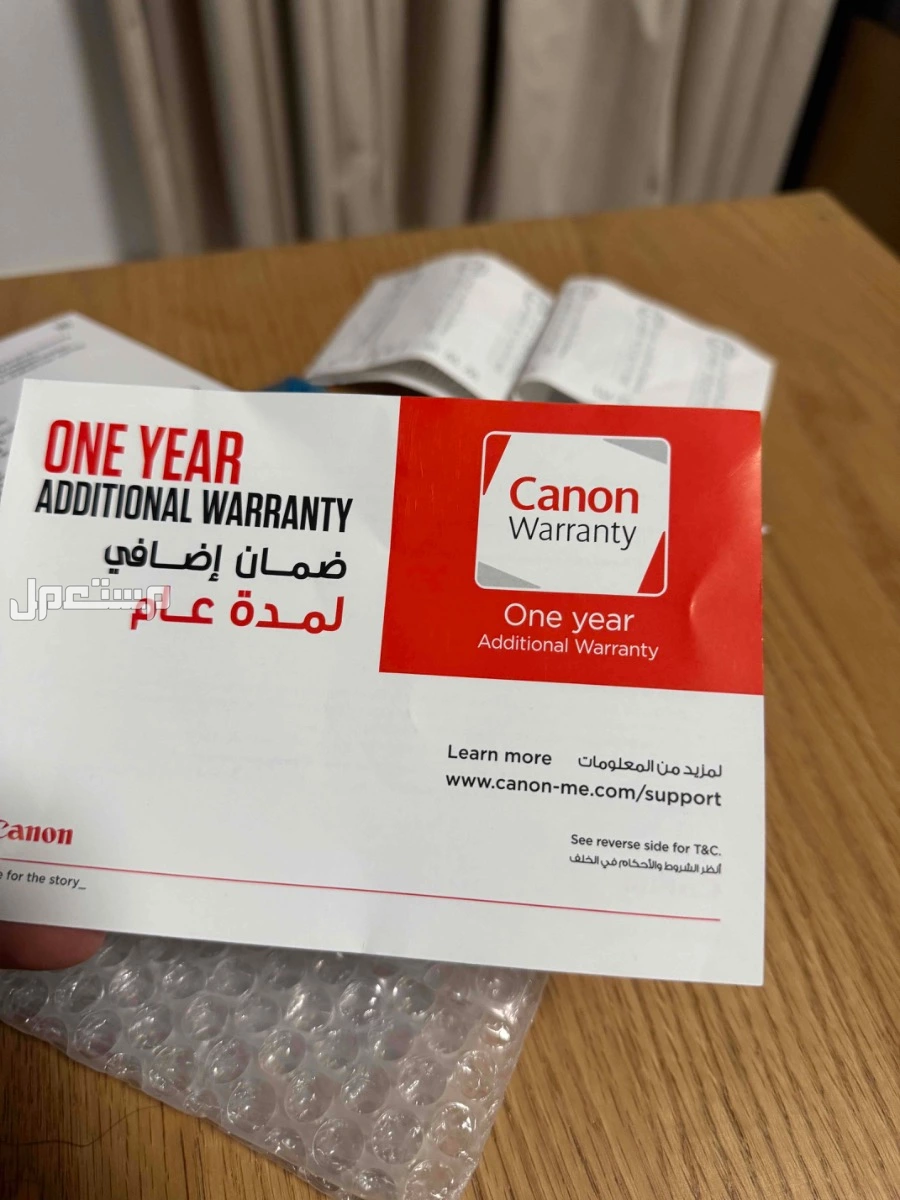 ONE YEAR
ADDITIONAL WARRANTY
ضمان إضافي
لمدة عام
مستعمل
Canon
Warranty
One year
Additional Warranty
Learn more لمزيد من المعلومات
www.canon-me.com/support
See reverse side for T&C.
أنظر الشروط والأحكام في الخلف
Canon
for the story_